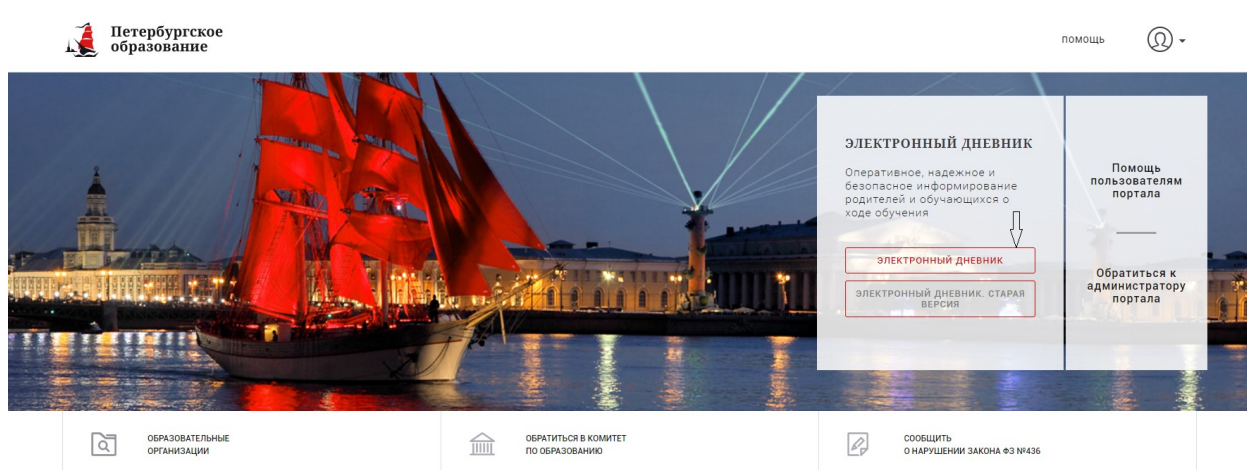 Петербургское
образование
ПОМОЩЬ
ЭЛЕКТРОННЫЙ ДНЕВНИК
Оперативное, надежное и
безопасное информирование
родителей и обучающихся о
ходе обучения
ЭЛЕКТРОННЫЙ ДНЕВНИК
ЭЛЕКТРОННЫЙ ДНЕВНИК. СТАРАЯ
ВЕРСИЯ
Помощь
пользователям
портала
Обратиться к
администратору
портала
ОБРАЗОВАТЕЛЬНЫЕ
ОРГАНИЗАЦИИ
ОБРАТИТЬСЯ В КОМИТЕТ
ПО ОБРАЗОВАНИЮ
СООБЩИТЬ
О НАРУШЕНИИ ЗАКОНА ФЗ №436